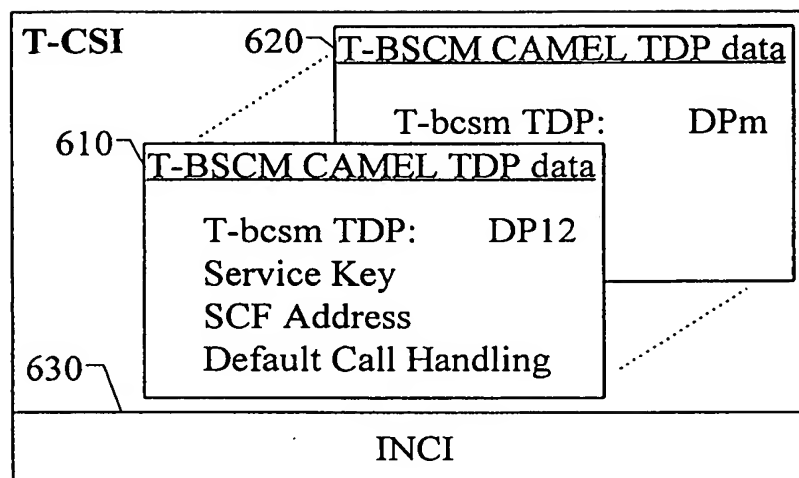 T-CSI
620
T-BSCM CAMEL TDP data
T-bcsm TDP: DPm
610
T-BSCM CAMEL TDP data
T-bcsm TDP: DP12
Service Key
SCF Address
Default Call Handling
630
INCI